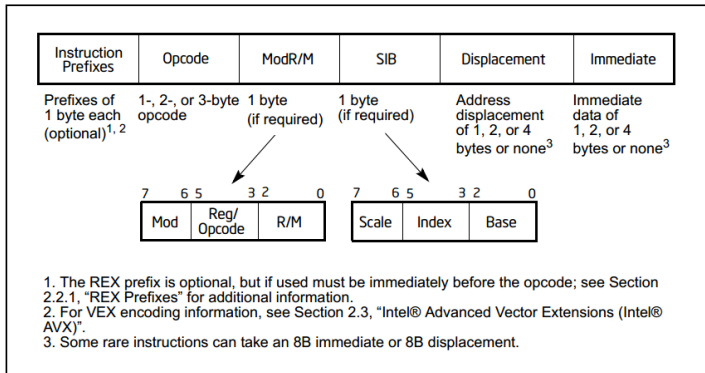 Instruction Prefixes Opcode ModR/M SIB Displacement Immediate
Prefixes of 1 byte each (optional)1, 2
1-, 2-, or 3-byte opcode
1 byte (if required)
1 byte (if required)
Address displacement of 1, 2, or 4 bytes or none3
Immediate data of 1, 2, or 4 bytes or none3
7 6 5 3 2 0
Mod Reg/Opcode R/M
7 6 5 3 2 0
Scale Index Base
1. The REX prefix is optional, but if used must be immediately before the opcode; see Section
2.2.1, “REX Prefixes” for additional information.
2. For VEX encoding information, see Section 2.3, “Intel® Advanced Vector Extensions (Intel®
AVX)”.
3. Some rare instructions can take an 8B immediate or 8B displacement.